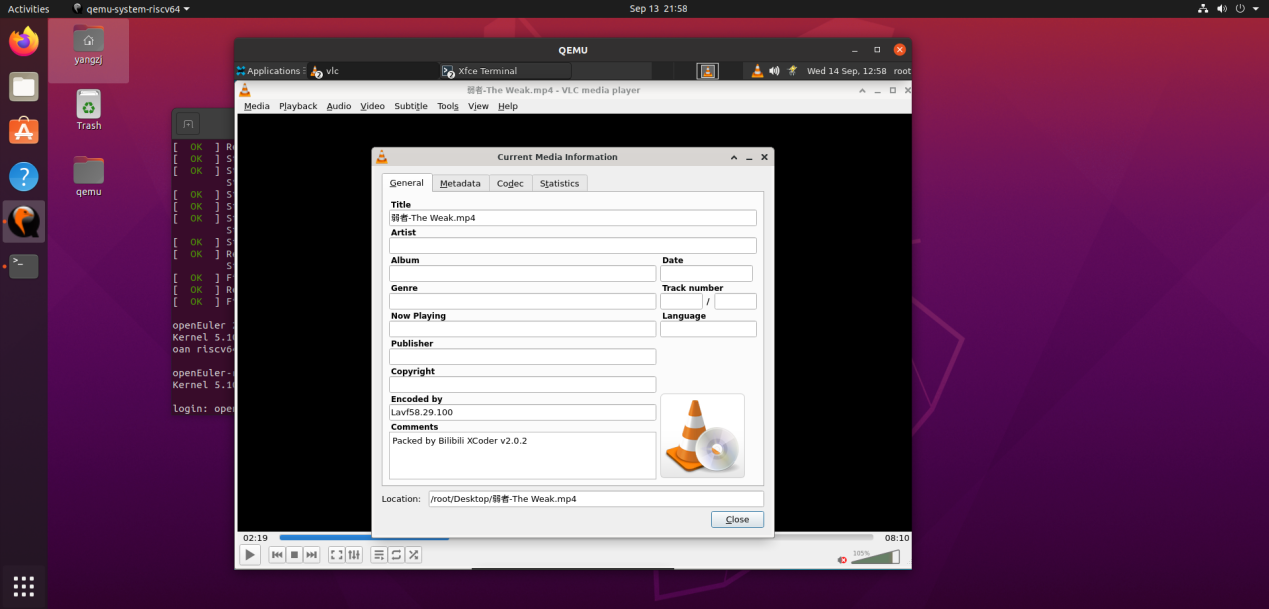 Activities
qemu-system-riscv64
Sep 13 21:58
yangzj
Trash
qemu
QEMU
Applications
vlc
Xfce Terminal
Wed 14 Sep, 12:58 root
弱者-The Weak.mp4 - VLC media player
Media Playback Audio Video Subtitle Tools View Help
[ OK ] R
[ OK ] S
[ OK ] S
S
[ OK ] S
[ OK ] S
[ OK ] S
S
[ OK ] S
[ OK ] R
S
[ OK ] F
[ OK ] R
[ OK ] F
openEuler
Kernel 5.10
oan riscv6
openEuler-
Kernel 5.10
login: ope
Current Media Information
General Metadata Codec Statistics
Title
弱者-The Weak.mp4
Artist
Album Date
Genre Track number
/
Now Playing Language
Publisher
Copyright
Encoded by
Lavf58.29.100
Comments
Packed by Bilibili XCoder v2.0.2
Location: /root/Desktop/弱者-The Weak.mp4
Close
02:19 08:10
105%